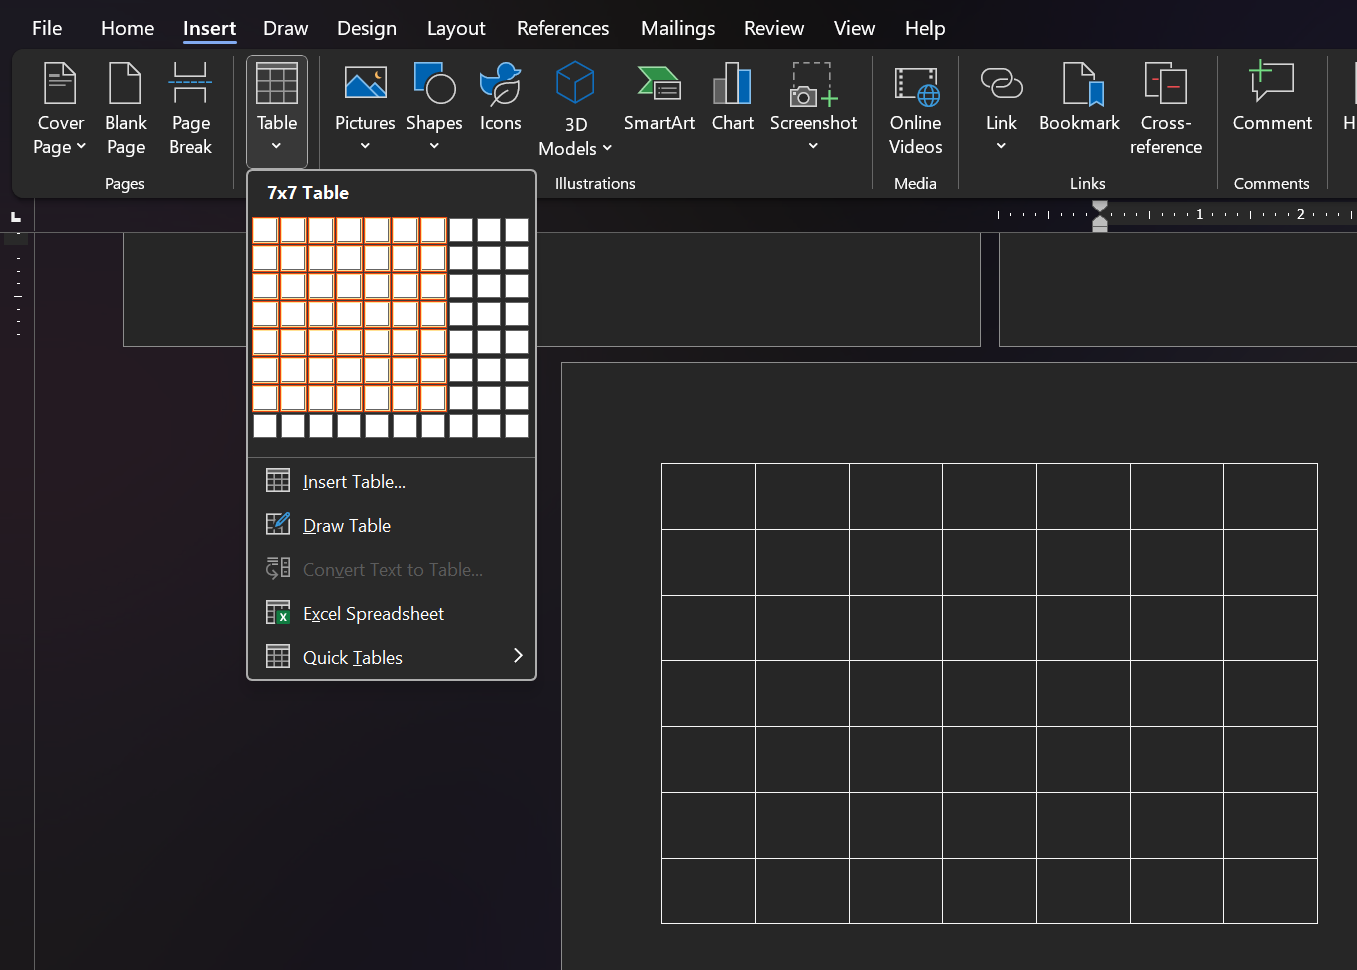 File Home Insert Draw Design Layout References Mailings Review View Help
Cover Page
Blank Page
Page Break
Pages
Table
Pictures
Shapes
Icons
3D Models
SmartArt
Chart
Screenshot
Illustrations
Online Videos
Media
Link
Bookmark
Cross-reference
Links
Comment
Comments
H
1 2
7x7 Table
Insert Table...
Draw Table
Convert Text to Table...
Excel Spreadsheet
Quick Tables